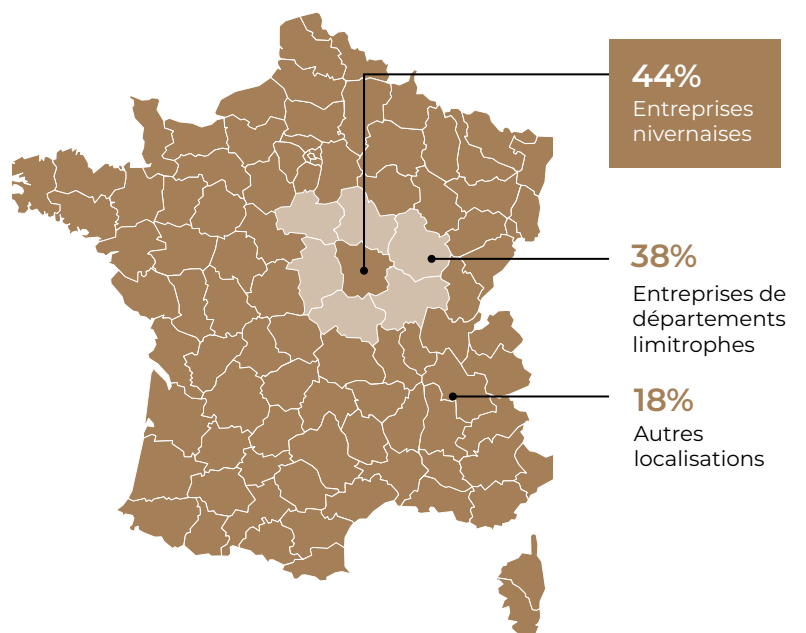 44%
Entreprises
nivernaises
38%
Entreprises de
départements
limitrophes
18%
Autres
localisations